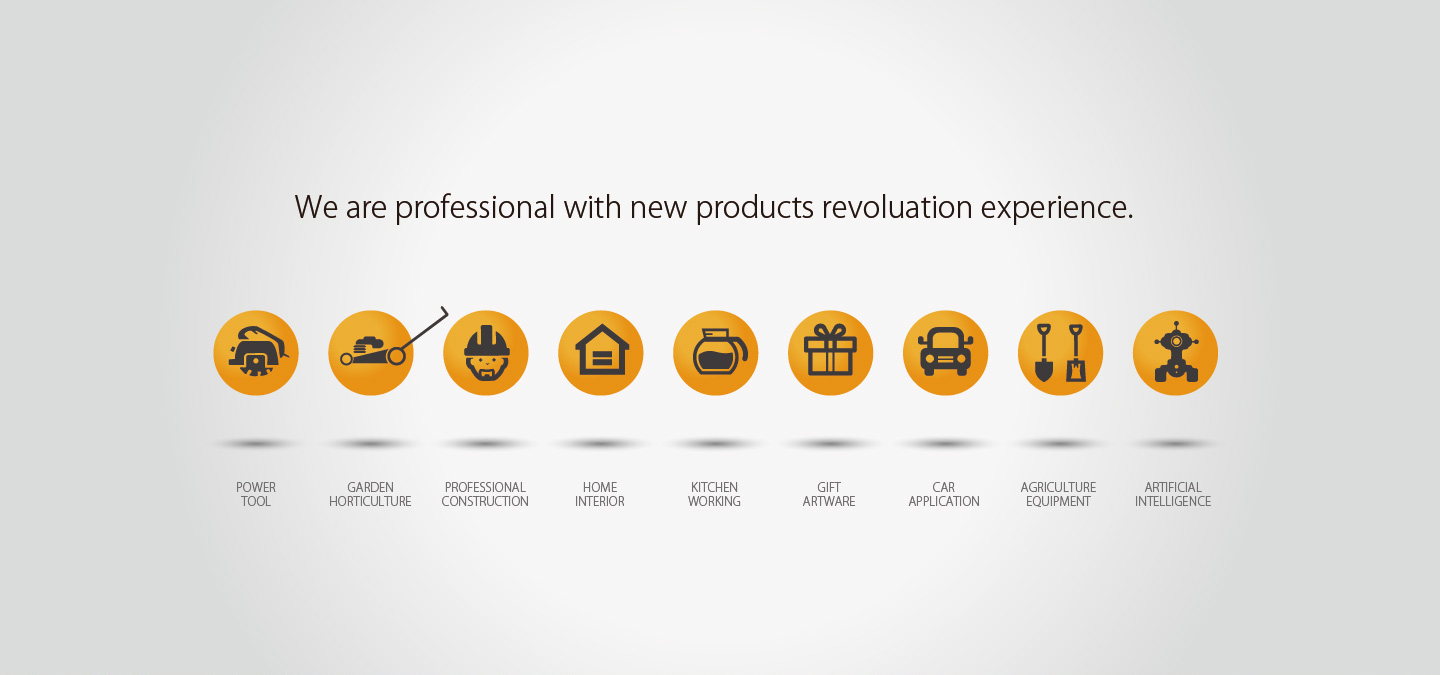 We are professional with new products revoluation experience.
POWER
TOOL
GARDEN
HORTICULTURE
PROFESSIONAL
CONSTRUCTION
HOME
INTERIOR
KITCHEN
WORKING
GIFT
ARTWARE
CAR
APPLICATION
AGRICULTURE
EQUIPMENT
ARTIFICIAL
INTELLIGENCE